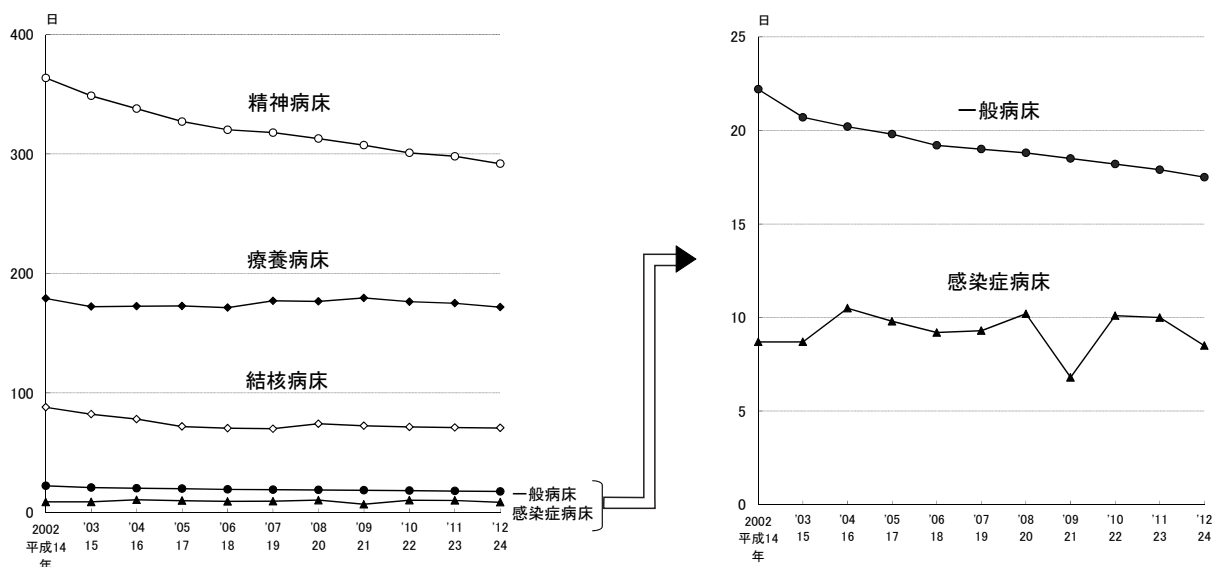 日
400
300
200
100
0
精神病床
療養病床
結核病床
一般病床
感染症病床
2002 '03 '04 '05 '06 '07 '08 '09 '10 '11 '12
平成14 15 16 17 18 19 20 21 22 23 24
年
日
25
20
15
10
5
0
一般病床
感染症病床
2002 '03 '04 '05 '06 '07 '08 '09 '10 '11 '12
平成14 15 16 17 18 19 20 21 22 23 24
年